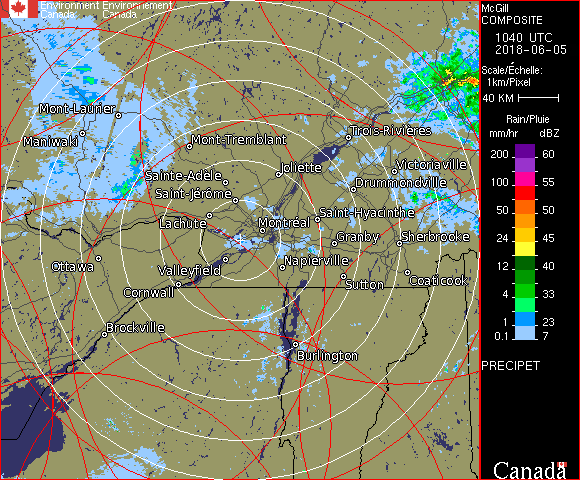 Environment Environnement
Canada Canada
McGill
COMPOSITE
1040 UTC
2018-06-05
Scale/Échelle:
1km/Pixel
40 KM
Rain/Pluie
mm/hr dBZ
200 60
100 55
50 50
24 45
12 40
4 33
1 23
0.1 7
PRECIPET
Canada
Mont-Laurier
Maniwaki
Mont-Tremblant
Trois-Rivières
Joliette
Victoriaville
Sainte-Adèle
Drummondville
Saint-Jérôme
Saint-Hyacinthe
Lachute
Montréal
Granby
Sherbrooke
Ottawa
Valleyfield
Napierville
Cornwall
Sutton
Coaticook
Brockville
Burlington